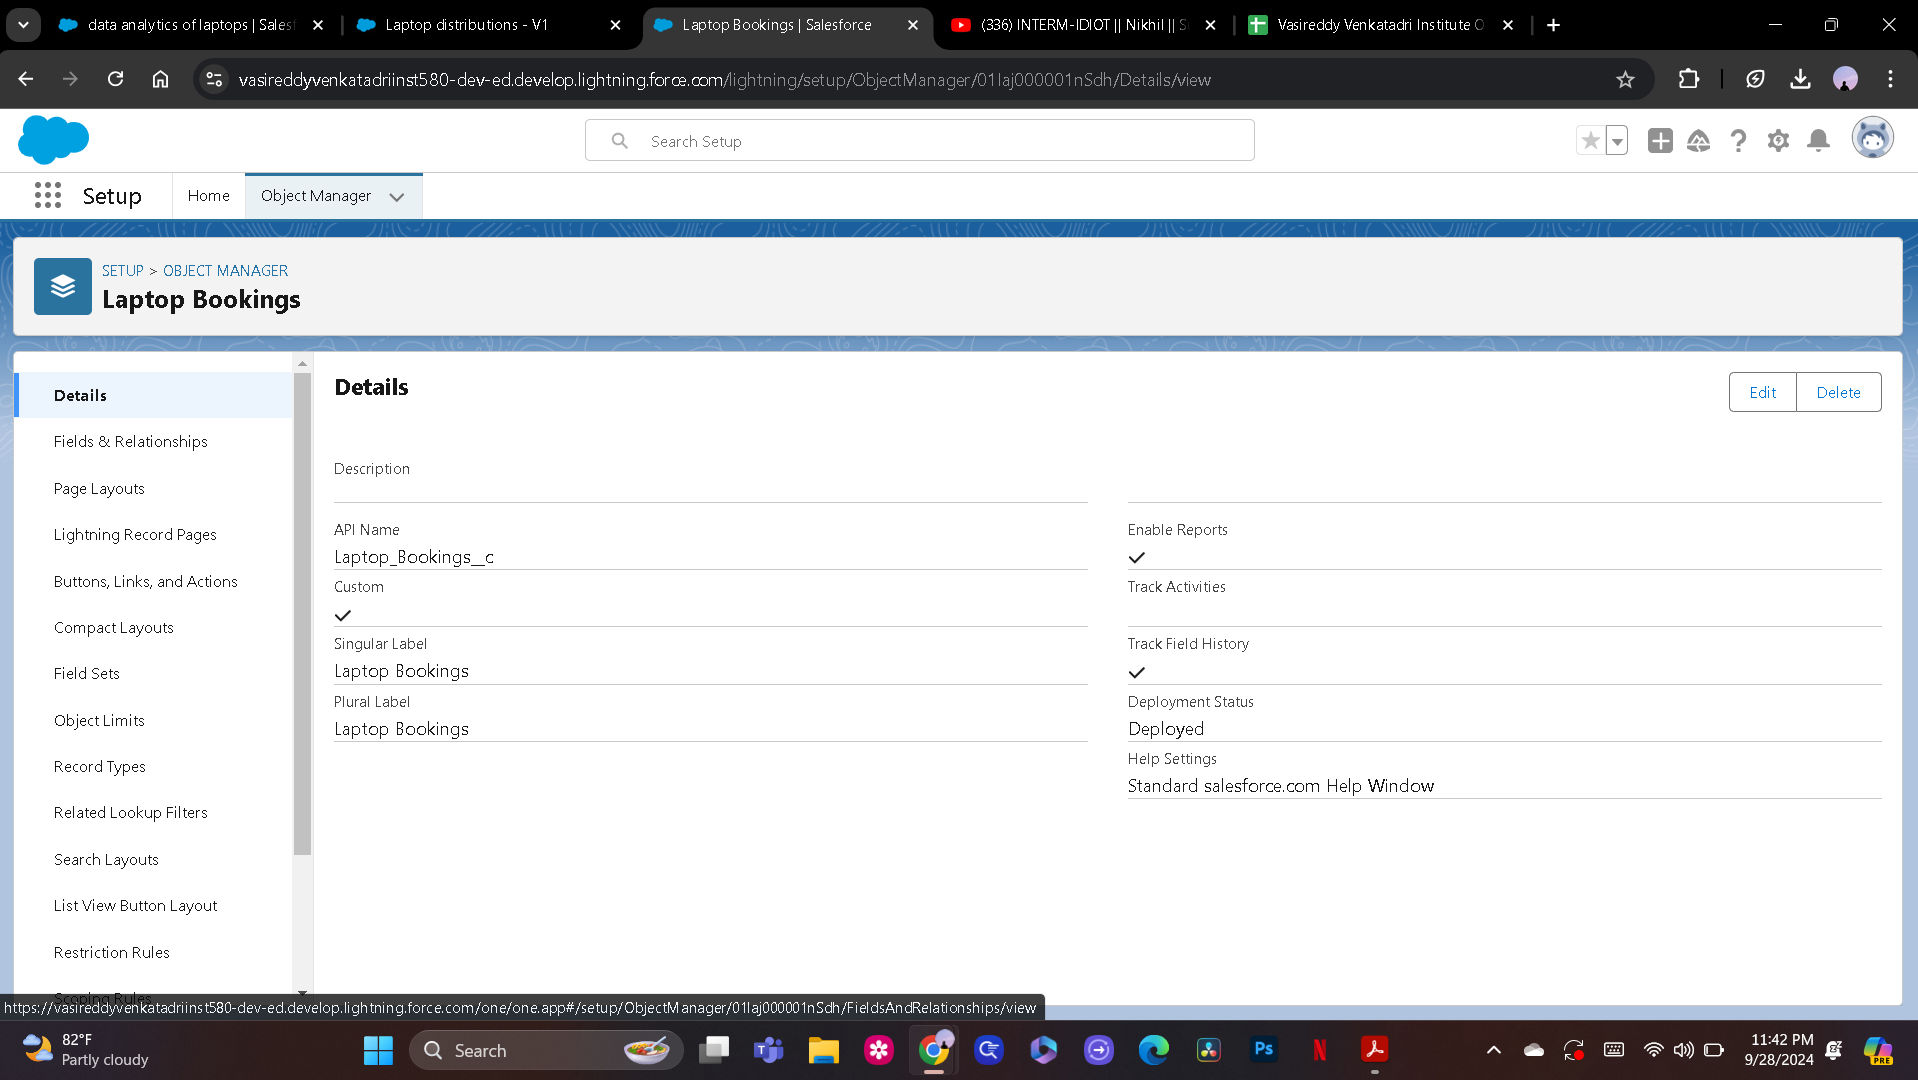 data analytics of laptops | Sales
Laptop distributions - V1
Laptop Bookings | Salesforce
(336) INTERM-IDIOT || Nikhil || S
Vasireddy Venkatadri Institute O
vasireddyvenkatadriinst580-dev-ed.develop.lightning.force.com/lightning/setup/ObjectManager/01Iaj000001nSdh/Details/view
Search Setup
Setup
Home
Object Manager
SETUP > OBJECT MANAGER
Laptop Bookings
Details
Fields & Relationships
Page Layouts
Lightning Record Pages
Buttons, Links, and Actions
Compact Layouts
Field Sets
Object Limits
Record Types
Related Lookup Filters
Search Layouts
List View Button Layout
Restriction Rules
Scoping Rules
Details
Edit
Delete
Description
API Name
Laptop_Bookings__c
Custom
Singular Label
Laptop Bookings
Plural Label
Laptop Bookings
Enable Reports
Track Activities
Track Field History
Deployment Status
Deployed
Help Settings
Standard salesforce.com Help Window
https://vasireddyvenkatadriinst580-dev-ed.develop.lightning.force.com/one/one.app#/setup/ObjectManager/01Iaj000001nSdh/FieldsAndRelationships/view
82°F
Partly cloudy
Search
Ps
N
11:42 PM
9/28/2024
PRE